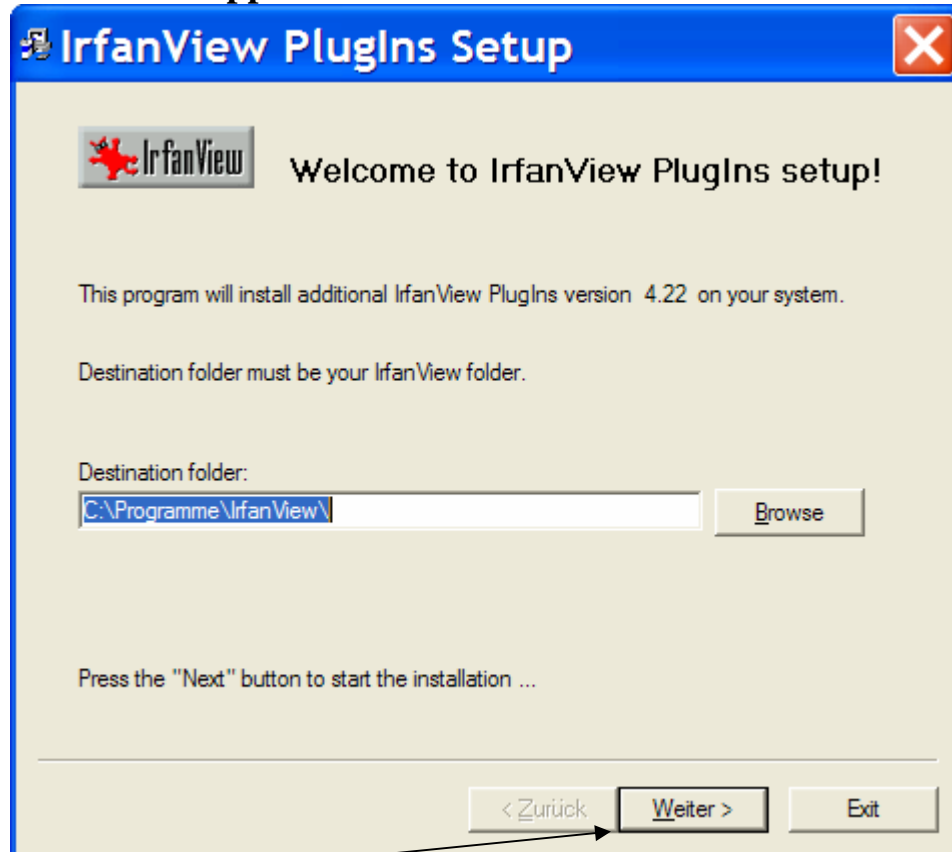 IrfanView PlugIns Setup
IrfanView
Welcome to IrfanView PlugIns setup!
This program will install additional IrfanView PlugIns version 4.22 on your system.
Destination folder must be your IrfanView folder.
Destination folder:
C:\Programme\IrfanView\
Browse
Press the "Next" button to start the installation ...
< Zurück
Weiter >
Exit